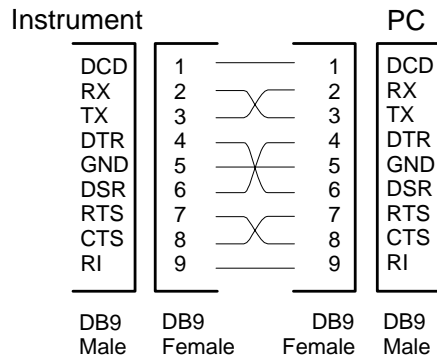 Instrument PC
DCD 1 1 DCD
RX 2 2 RX
TX 3 3 TX
DTR 4 4 DTR
GND 5 5 GND
DSR 6 6 DSR
RTS 7 7 RTS
CTS 8 8 CTS
RI 9 9 RI
DB9 DB9 DB9 DB9
Male Female Female Male